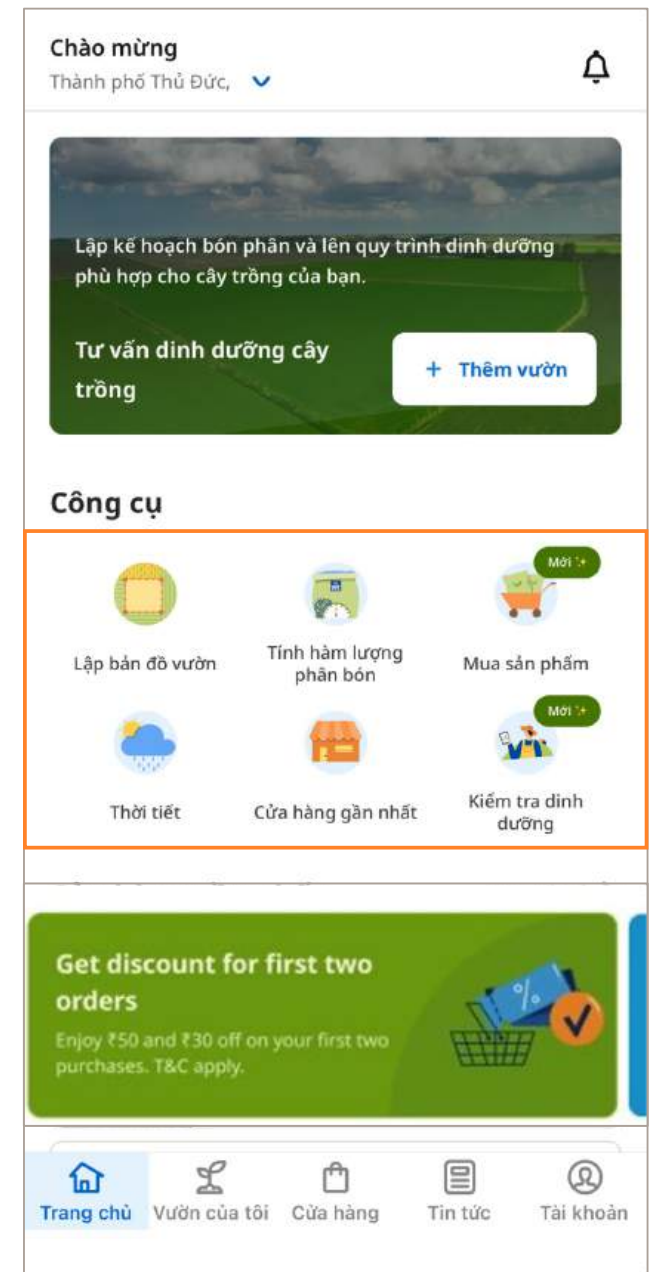 Chào mừng
Thành phố Thủ Đức,
Lập kế hoạch bón phân và lên quy trình dinh dưỡng
phù hợp cho cây trồng của bạn.
Tư vấn dinh dưỡng cây
trồng
+ Thêm vườn
Công cụ
Mới
Lập bản đồ vườn
Tính hàm lượng
phân bón
Mua sản phẩm
Mới
Thời tiết
Cửa hàng gần nhất
Kiểm tra dinh
dưỡng
Get discount for first two
orders
Enjoy ₹50 and ₹30 off on your first two
purchases. T&C apply.
Trang chủ
Vườn của tôi
Cửa hàng
Tin tức
Tài khoản